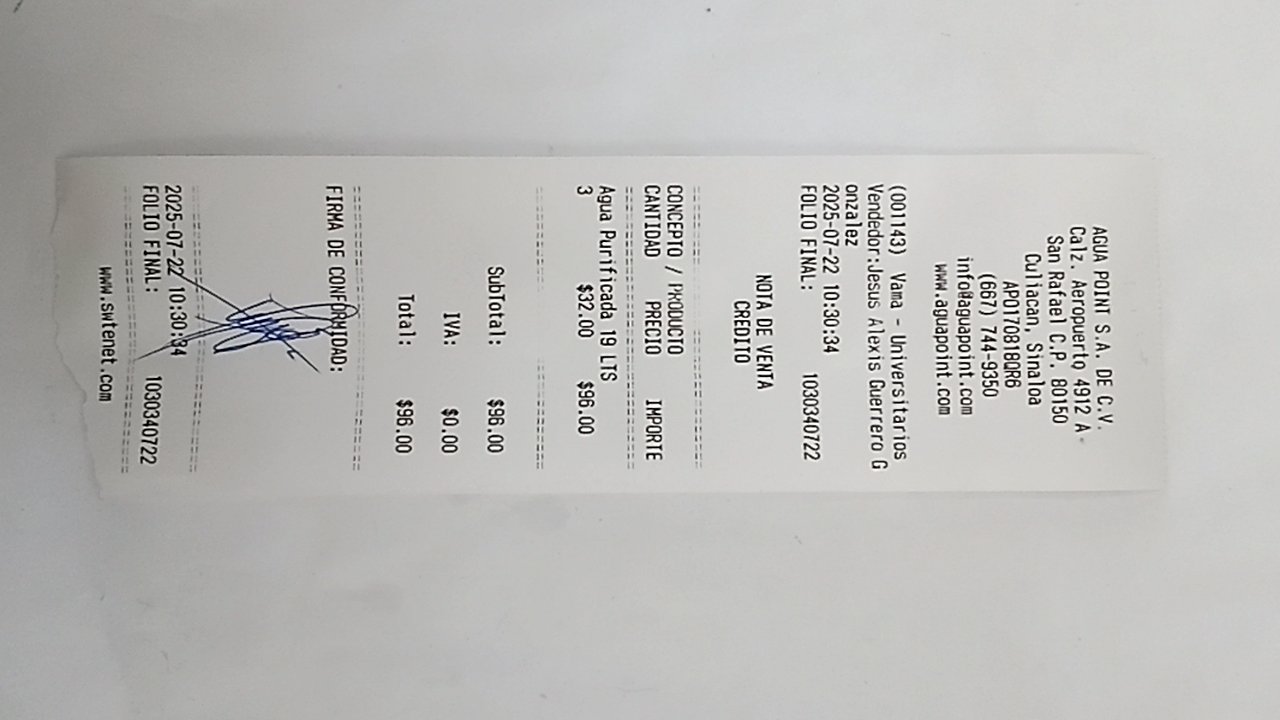 AGUA POINT S.A. DE C.V.
Calz. Aeropuerto 4912 A
San Rafael C.P. 80150
Culiacan, Sinaloa
APO170818QR6
(667) 744-9350
info@aguapoint.com
www.aguapoint.com
(001143) Vama - Universitarios
Vendedor:Jesus Alexis Guerrero G
onzalez
2025-07-22 10:30:34
FOLIO FINAL: 1030340722
NOTA DE VENTA
CREDITO
================================
CONCEPTO / PRODUCTO
CANTIDAD PRECIO IMPORTE
================================
Agua Purificada 19 LTS
3 $32.00 $96.00
================================
SubTotal: $96.00
IVA: $0.00
Total: $96.00
================================
FIRMA DE CONFORMIDAD:
================================
2025-07-22 10:30:34
FOLIO FINAL: 1030340722
================================
www.swtenet.com